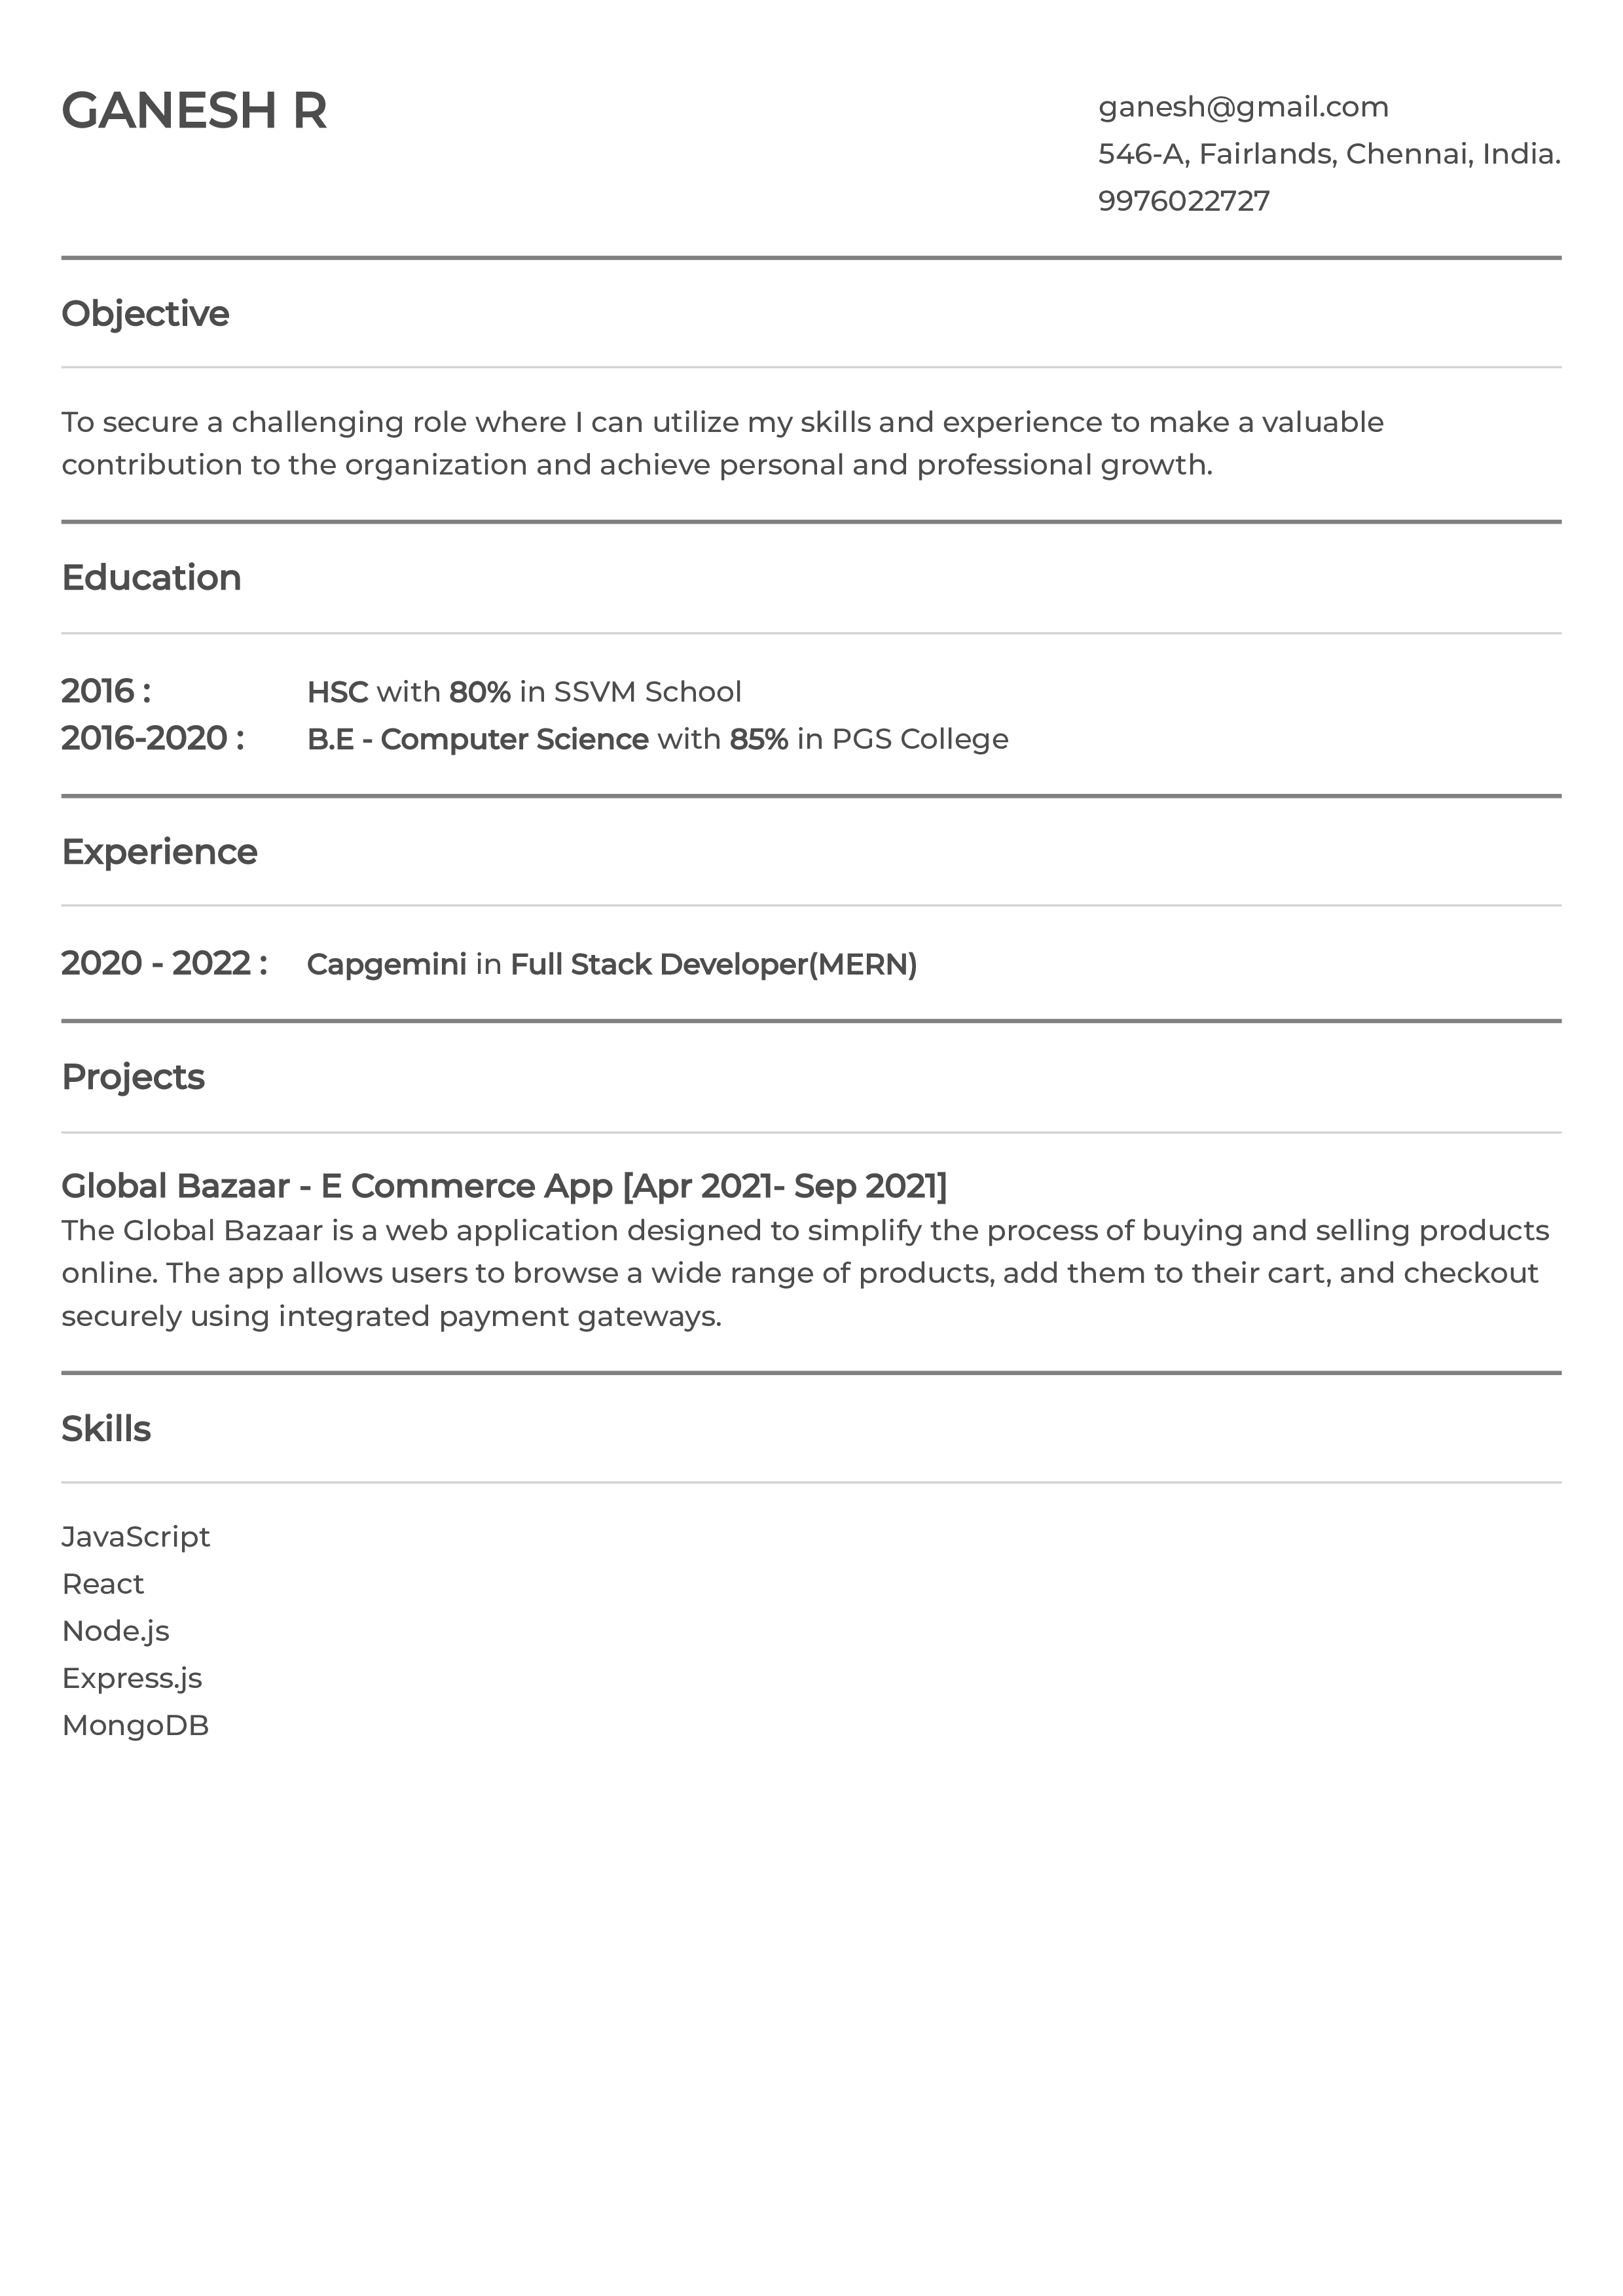 GANESH R
ganesh@gmail.com
546-A, Fairlands, Chennai, India.
9976022727
Objective
To secure a challenging role where I can utilize my skills and experience to make a valuable
contribution to the organization and achieve personal and professional growth.
Education
2016 : HSC with 80% in SSVM School
2016-2020 : B.E - Computer Science with 85% in PGS College
Experience
2020 - 2022 : Capgemini in Full Stack Developer(MERN)
Projects
Global Bazaar - E Commerce App [Apr 2021- Sep 2021]
The Global Bazaar is a web application designed to simplify the process of buying and selling products
online. The app allows users to browse a wide range of products, add them to their cart, and checkout
securely using integrated payment gateways.
Skills
JavaScript
React
Node.js
Express.js
MongoDB